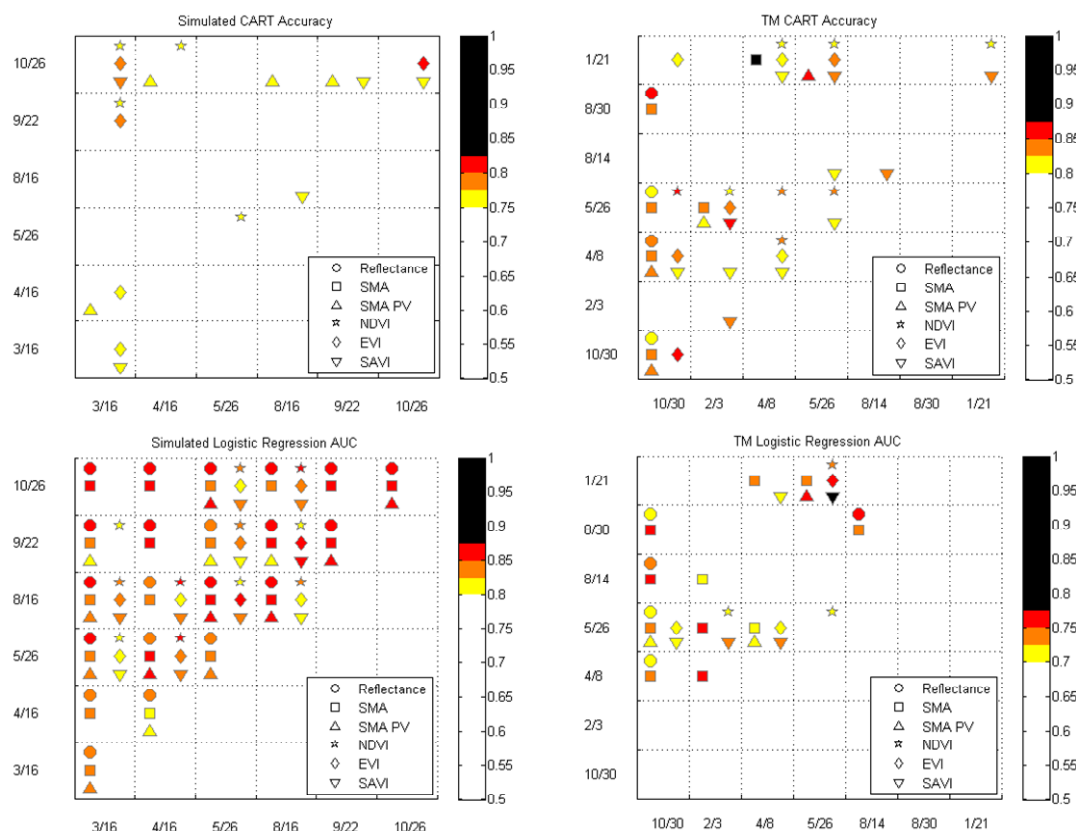 Simulated CART Accuracy
10/26
9/22
8/16
5/26
4/16
3/16
3/16 4/16 5/26 8/16 9/22 10/26
Reflectance
SMA
SMA PV
NDVI
EVI
SAVI
1
0.95
0.9
0.85
0.8
0.75
0.7
0.65
0.6
0.55
0.5
TM CART Accuracy
1/21
8/30
8/14
5/26
4/8
2/3
10/30
10/30 2/3 4/8 5/26 8/14 8/30 1/21
Reflectance
SMA
SMA PV
NDVI
EVI
SAVI
1
0.95
0.9
0.85
0.8
0.75
0.7
0.65
0.6
0.55
0.5
Simulated Logistic Regression AUC
10/26
9/22
8/16
5/26
4/16
3/16
3/16 4/16 5/26 8/16 9/22 10/26
Reflectance
SMA
SMA PV
NDVI
EVI
SAVI
1
0.95
0.9
0.85
0.8
0.75
0.7
0.65
0.6
0.55
0.5
TM Logistic Regression AUC
1/21
0/30
8/14
5/26
4/8
2/3
10/30
10/30 2/3 4/8 5/26 8/14 8/30 1/21
Reflectance
SMA
SMA PV
NDVI
EVI
SAVI
1
0.95
0.9
0.85
0.8
0.75
0.7
0.65
0.6
0.55
0.5